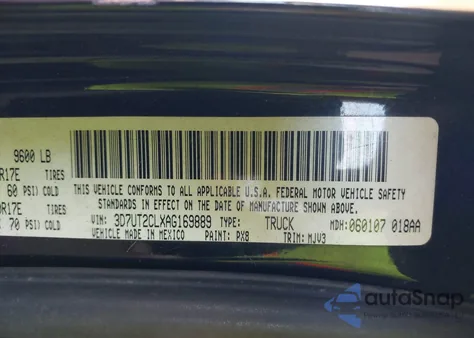 9600 LB
R17E TIRES
60 PSI) COLD
R17E TIRES
70 PSI) COLD
THIS VEHICLE CONFORMS TO ALL APPLICABLE U.S.A. FEDERAL MOTOR VEHICLE SAFETY
STANDARDS IN EFFECT ON THE DATE OF MANUFACTURE SHOWN ABOVE.
VIN: 3D7UT2CLXAG169889 TYPE: TRUCK MDH: 060107 018AA
VEHICLE MADE IN MEXICO PAINT: PX8 TRIM: MJV3
autoSnap